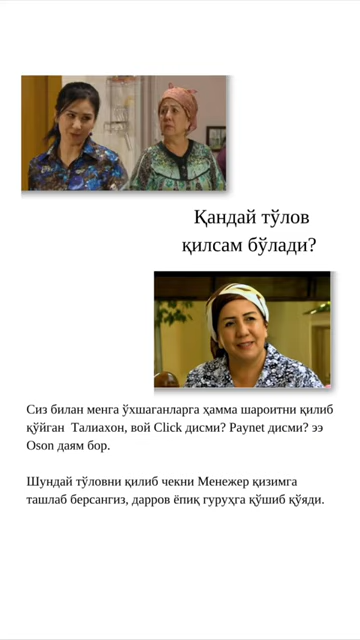 Қандай тўлов
қилсам бўлади?
Сиз билан менга ўхшаганларга ҳамма шароитни қилиб
қўйган Талиахон, вой Click дисми? Paynet дисми? ээ
Oson даям бор.
Шундай тўловни қилиб чекни Менежер қизимга
ташлаб берсангиз, дарров ёпиқ гуруҳга қўшиб қўяди.